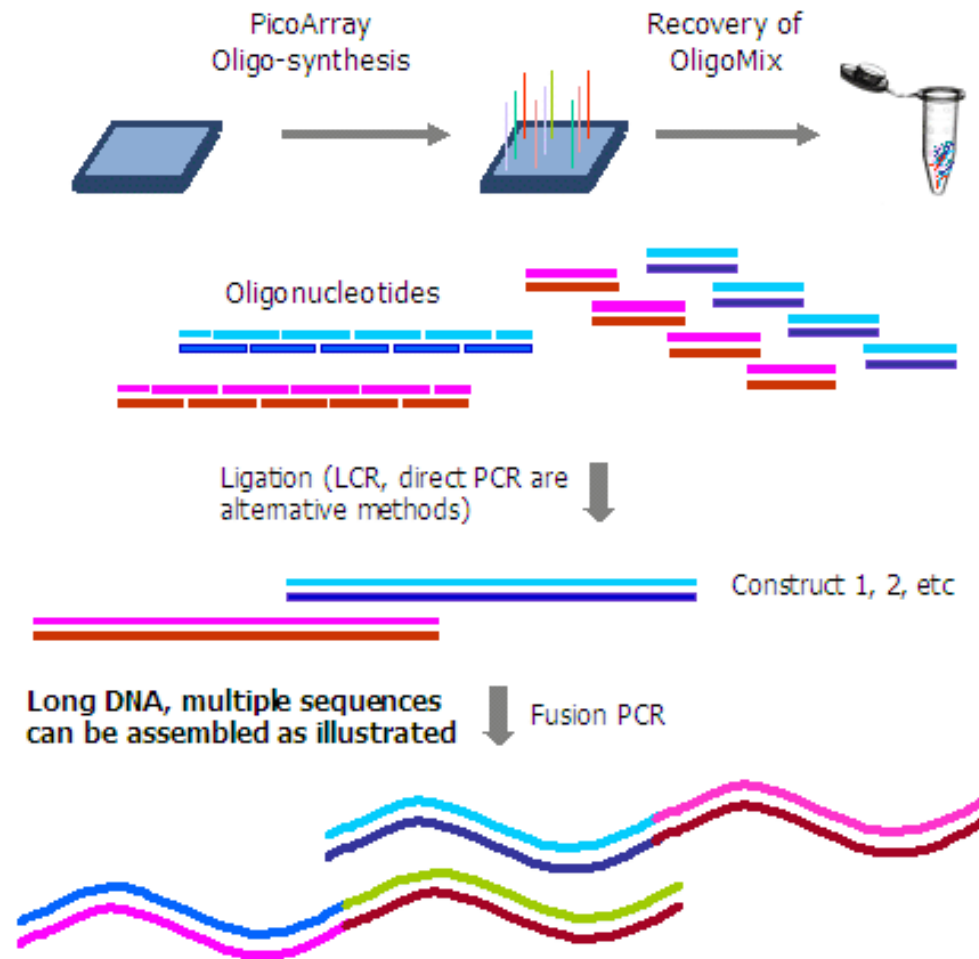 PicoArray
Oligo-synthesis
Recovery of
OligoMix
Oligonucleotides
Ligation (LCR, direct PCR are
alternative methods)
Construct 1, 2, etc
Long DNA, multiple sequences
can be assembled as illustrated
Fusion PCR